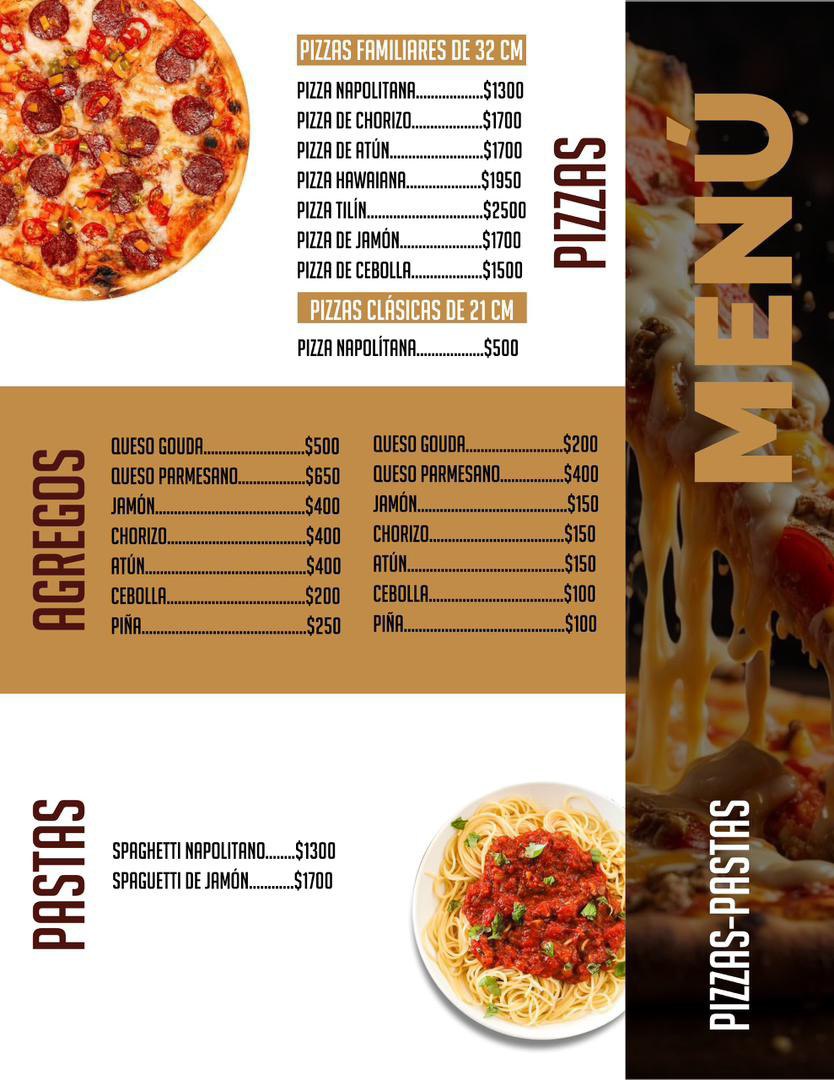 PIZZAS FAMILIARES DE 32 CM
PIZZA NAPOLITANA..................$1300
PIZZA DE CHORIZO...................$1700
PIZZA DE ATÚN.........................$1700
PIZZA HAWAIANA....................$1950
PIZZA TILÍN...............................$2500
PIZZA DE JAMÓN......................$1700
PIZZA DE CEBOLLA...................$1500
PIZZAS CLÁSICAS DE 21 CM
PIZZA NAPOLÍTANA..................$500
PIZZAS
MENÚ
AGREGOS
QUESO GOUDA...........................$500
QUESO PARMESANO..................$650
JAMÓN........................................$400
CHORIZO.....................................$400
ATÚN...........................................$400
CEBOLLA.....................................$200
PIÑA............................................$250
QUESO GOUDA..........................$200
QUESO PARMESANO.................$400
JAMÓN.......................................$150
CHORIZO....................................$150
ATÚN..........................................$150
CEBOLLA....................................$100
PIÑA...........................................$100
PASTAS
SPAGHETTI NAPOLITANO........$1300
SPAGUETTI DE JAMÓN............$1700
PIZZAS-PASTAS